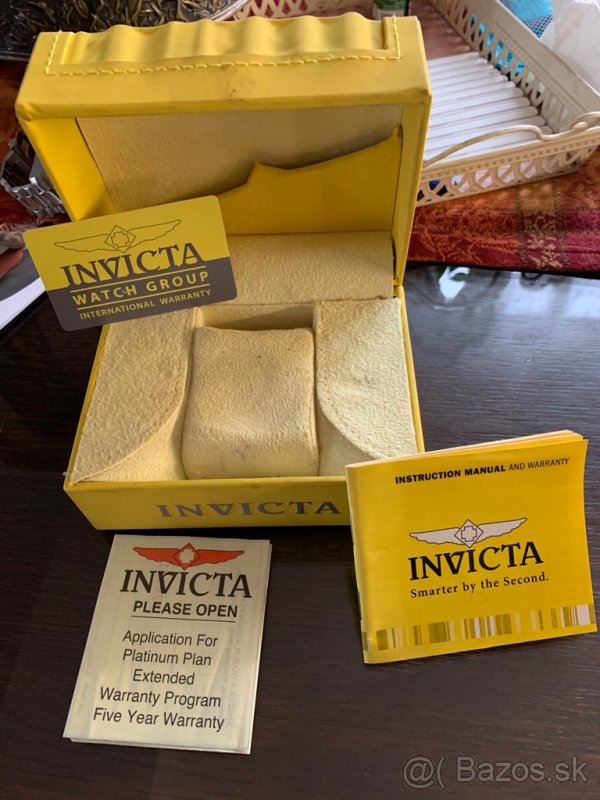 INVICTA
WATCH GROUP
INTERNATIONAL WARRANTY
INVICTA
INSTRUCTION MANUAL AND WARRANTY
INVICTA
Smarter by the Second.
INVICTA
PLEASE OPEN
Application For
Platinum Plan
Extended
Warranty Program
Five Year Warranty
@( Bazos.sk